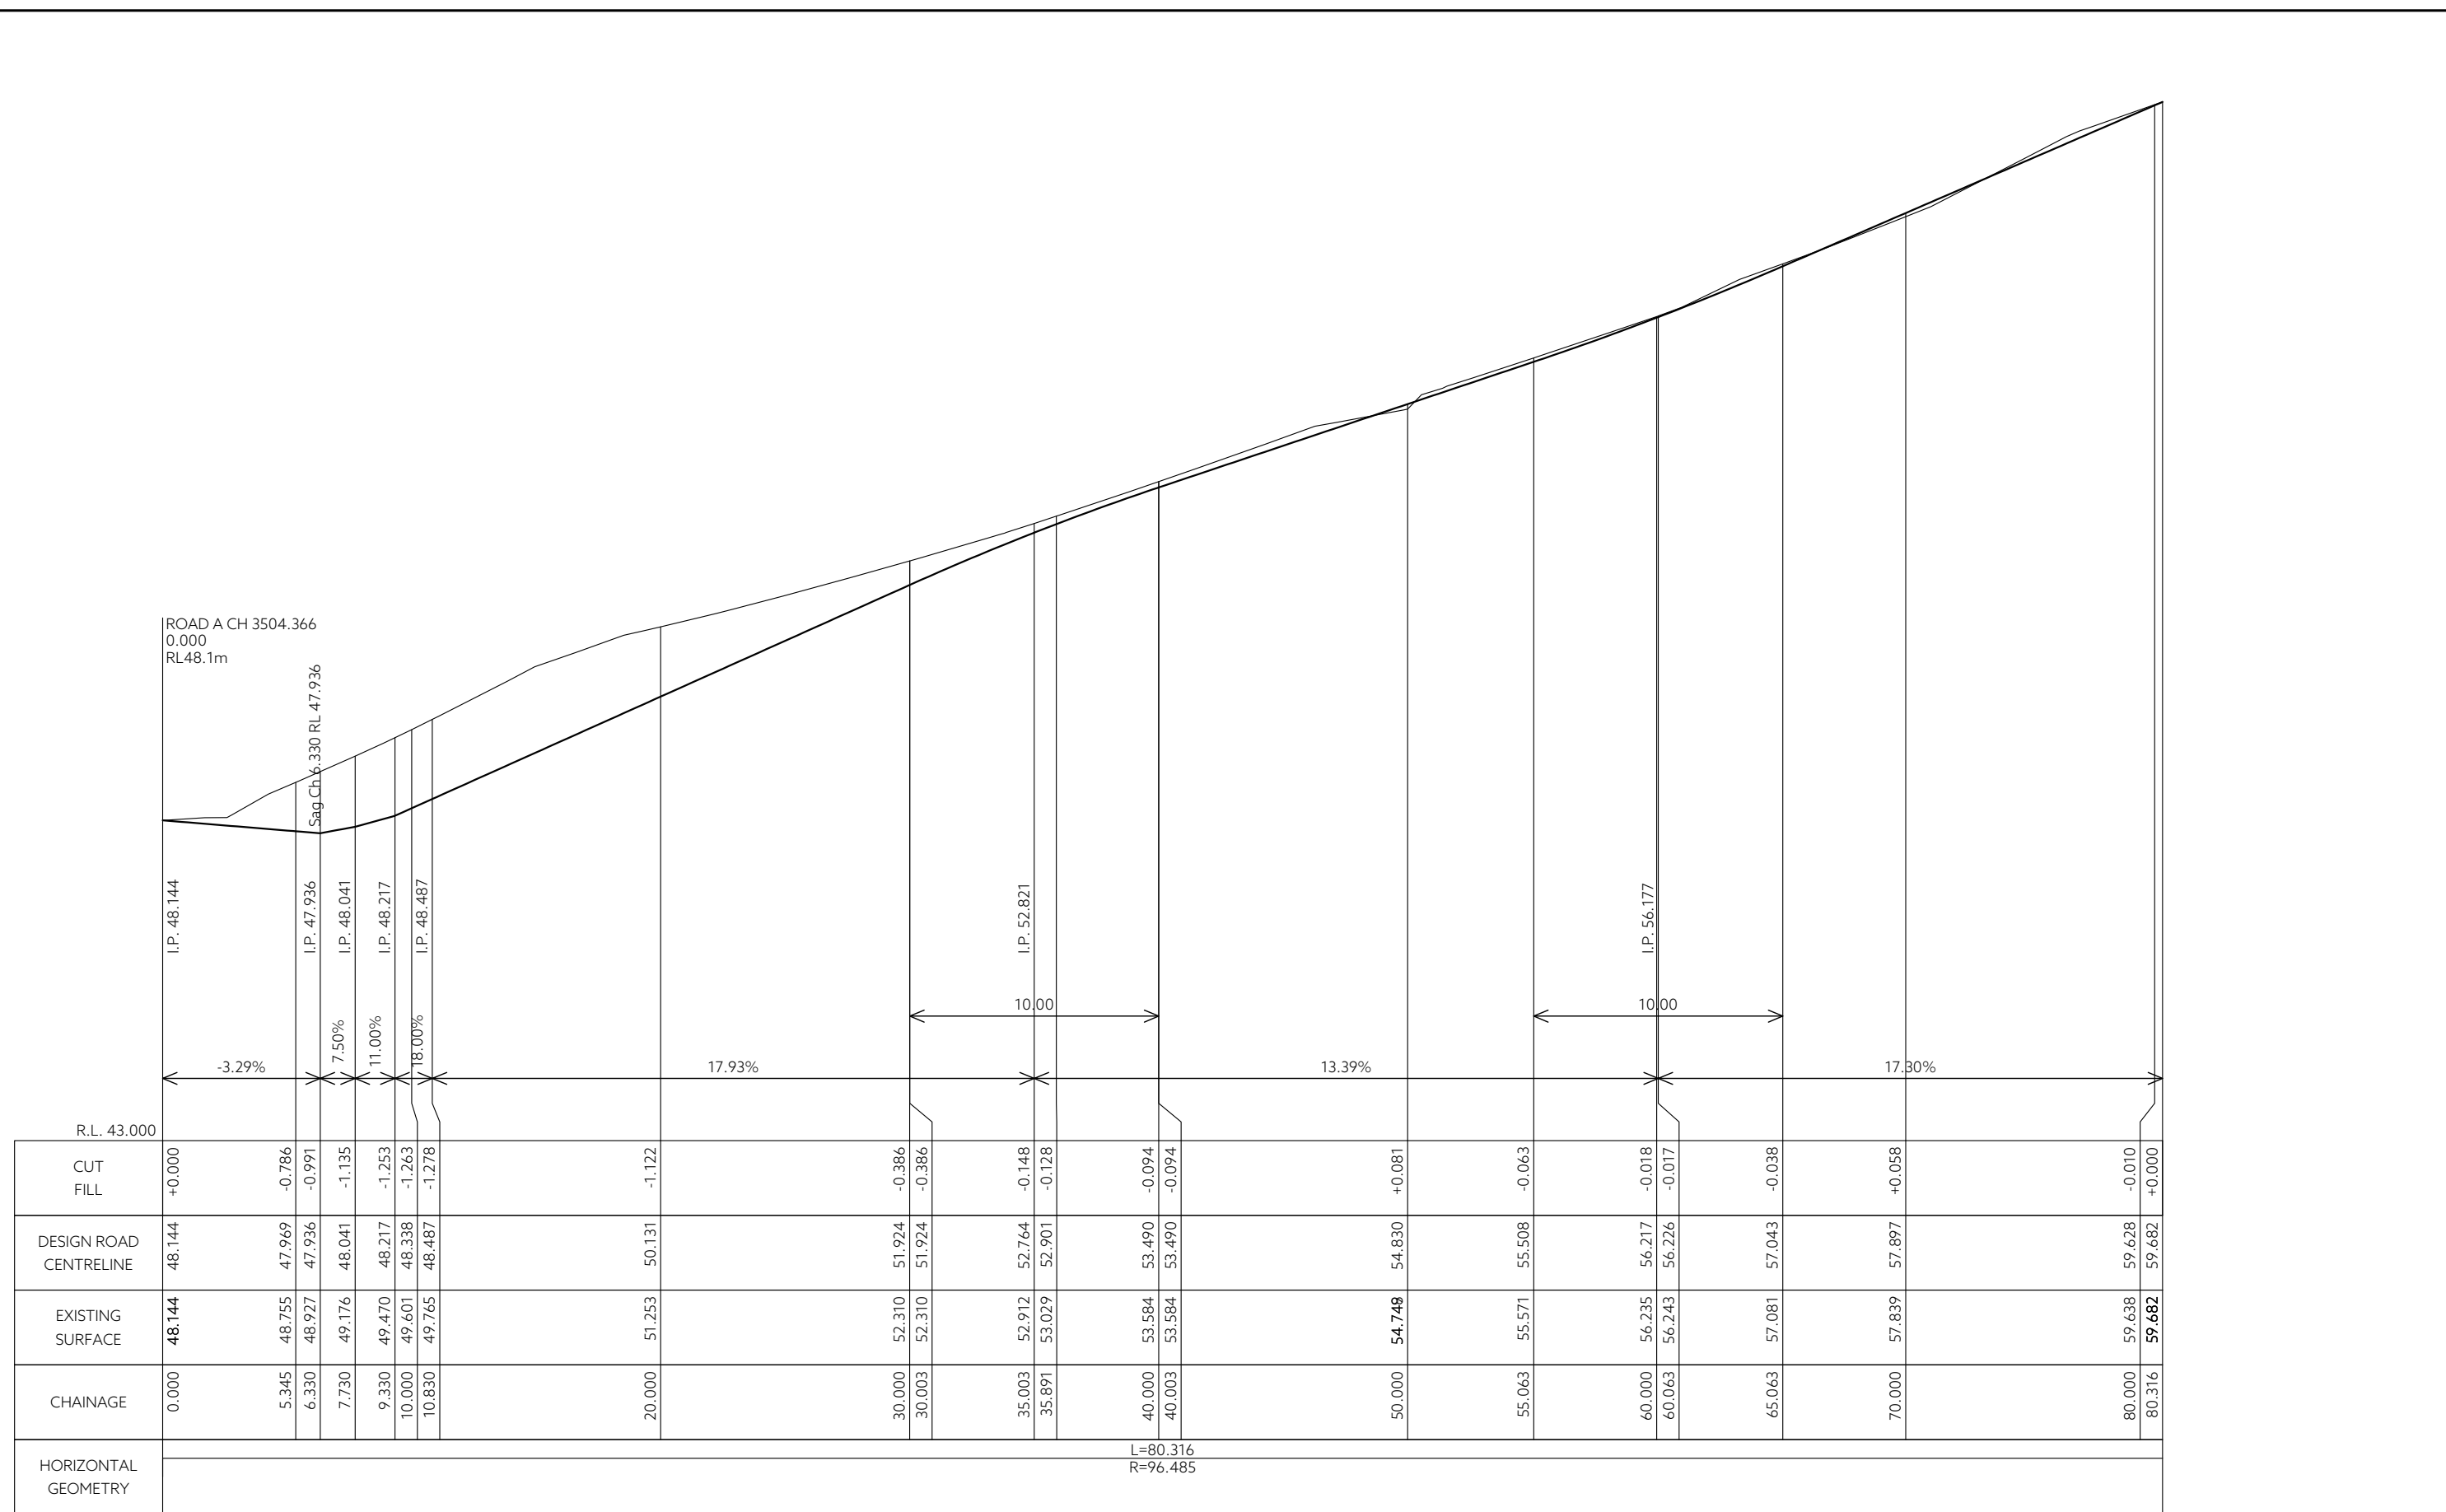 ROAD A CH 3504.366
0.000
RL48.1m
Sag Ch 6.330 RL 47.936
I.P. 48.144
I.P. 47.936
I.P. 48.041
I.P. 48.217
I.P. 48.487
I.P. 52.821
I.P. 56.177
10.00
10.00
-3.29%
7.50%
11.00%
18.00%
17.93%
13.39%
17.30%
R.L. 43.000
CUT
FILL
+0.000 -0.786 -0.991 -1.135 -1.253 -1.263 -1.278 -1.122 -0.386 -0.386 -0.148 -0.128 -0.094 -0.094 +0.081 -0.063 -0.018 -0.017 -0.038 +0.058 -0.010 +0.000
DESIGN ROAD
CENTRELINE
48.144 47.969 47.936 48.041 48.217 48.338 48.487 50.131 51.924 51.924 52.764 52.901 53.490 53.490 54.830 55.508 56.217 56.226 57.043 57.897 59.628 59.682
EXISTING
SURFACE
48.144 48.755 48.927 49.176 49.470 49.601 49.765 51.253 52.310 52.310 52.912 53.029 53.584 53.584 55.571 56.235 56.243 57.081 57.839 59.638 59.682
CHAINAGE
0.000 5.345 6.330 7.730 9.330 10.000 10.830 20.000 30.000 30.003 35.003 35.891 40.000 40.003 50.000 55.063 60.000 60.063 65.063 70.000 80.000 80.316
HORIZONTAL
GEOMETRY
L=80.316
R=96.485